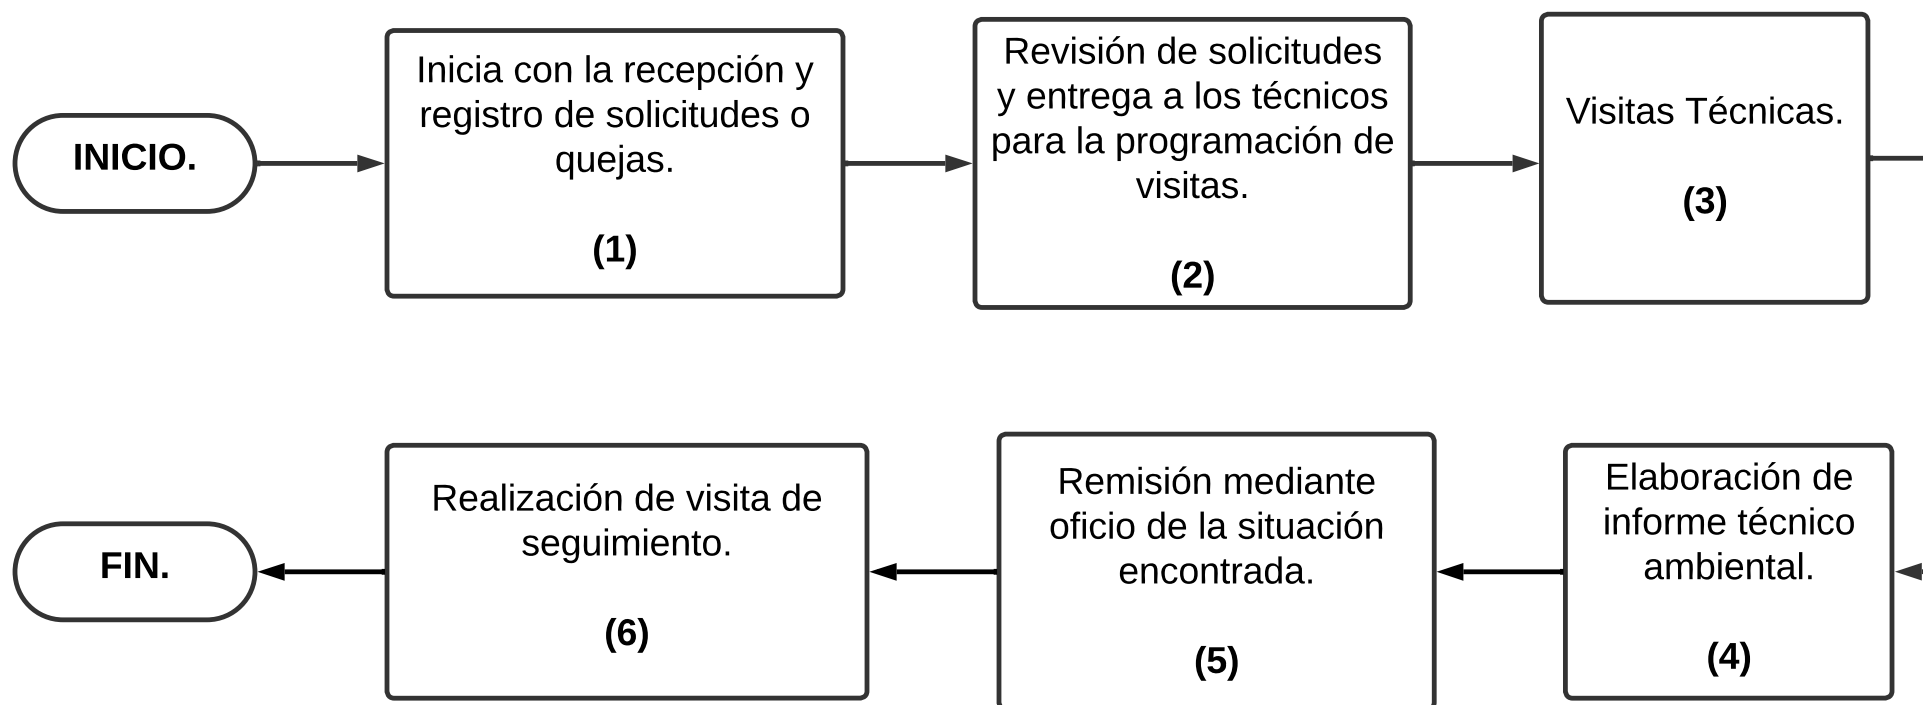 INICIO.
Inicia con la recepción y
registro de solicitudes o
quejas.
(1)
Revisión de solicitudes
y entrega a los técnicos
para la programación de
visitas.
(2)
Visitas Técnicas.
(3)
Elaboración de
informe técnico
ambiental.
(4)
Remisión mediante
oficio de la situación
encontrada.
(5)
Realización de visita de
seguimiento.
(6)
FIN.